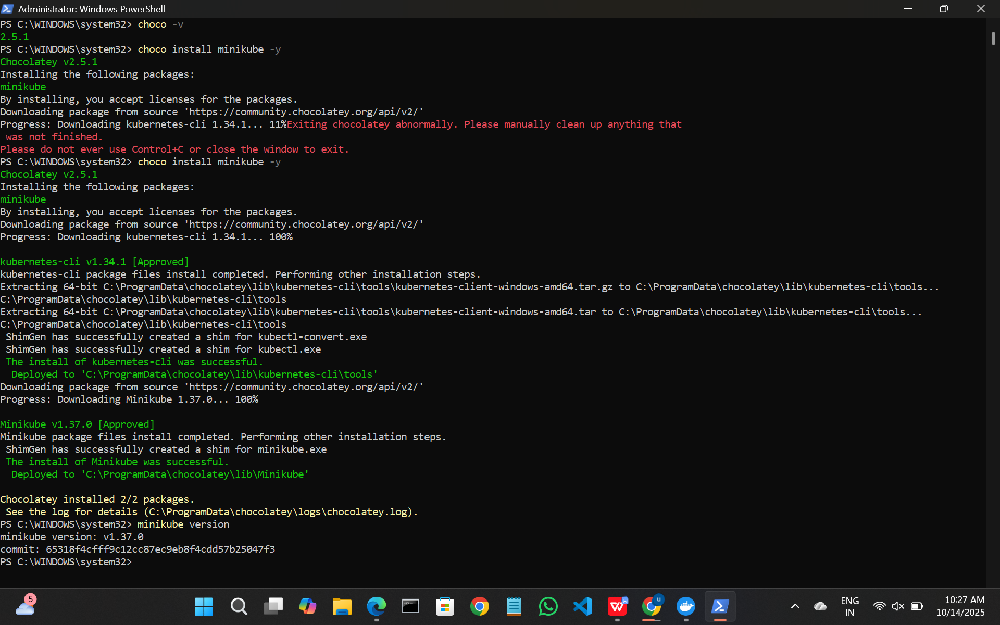 Administrator: Windows PowerShell
PS C:\WINDOWS\system32> choco -v
2.5.1
PS C:\WINDOWS\system32> choco install minikube -y
Chocolatey v2.5.1
Installing the following packages:
minikube
By installing, you accept licenses for the packages.
Downloading package from source 'https://community.chocolatey.org/api/v2/'
Progress: Downloading kubernetes-cli 1.34.1... 11%Exiting chocolatey abnormally. Please manually clean up anything that
 was not finished.
Please do not ever use Control+C or close the window to exit.
PS C:\WINDOWS\system32> choco install minikube -y
Chocolatey v2.5.1
Installing the following packages:
minikube
By installing, you accept licenses for the packages.
Downloading package from source 'https://community.chocolatey.org/api/v2/'
Progress: Downloading kubernetes-cli 1.34.1... 100%
kubernetes-cli v1.34.1 [Approved]
kubernetes-cli package files install completed. Performing other installation steps.
Extracting 64-bit C:\ProgramData\chocolatey\lib\kubernetes-cli\tools\kubernetes-client-windows-amd64.tar.gz to C:\ProgramData\chocolatey\lib\kubernetes-cli\tools...
C:\ProgramData\chocolatey\lib\kubernetes-cli\tools
Extracting 64-bit C:\ProgramData\chocolatey\lib\kubernetes-cli\tools\kubernetes-client-windows-amd64.tar to C:\ProgramData\chocolatey\lib\kubernetes-cli\tools...
C:\ProgramData\chocolatey\lib\kubernetes-cli\tools
 ShimGen has successfully created a shim for kubectl-convert.exe
 ShimGen has successfully created a shim for kubectl.exe
 The install of kubernetes-cli was successful.
  Deployed to 'C:\ProgramData\chocolatey\lib\kubernetes-cli\tools'
Downloading package from source 'https://community.chocolatey.org/api/v2/'
Progress: Downloading Minikube 1.37.0... 100%
Minikube v1.37.0 [Approved]
Minikube package files install completed. Performing other installation steps.
 ShimGen has successfully created a shim for minikube.exe
 The install of Minikube was successful.
  Deployed to 'C:\ProgramData\chocolatey\lib\Minikube'
Chocolatey installed 2/2 packages.
 See the log for details (C:\ProgramData\chocolatey\logs\chocolatey.log).
PS C:\WINDOWS\system32> minikube version
minikube version: v1.37.0
commit: 65318f4cfff9c12cc87ec9eb8f4cdd57b25047f3
PS C:\WINDOWS\system32>
5
u
ENG
IN
10:27 AM
10/14/2025